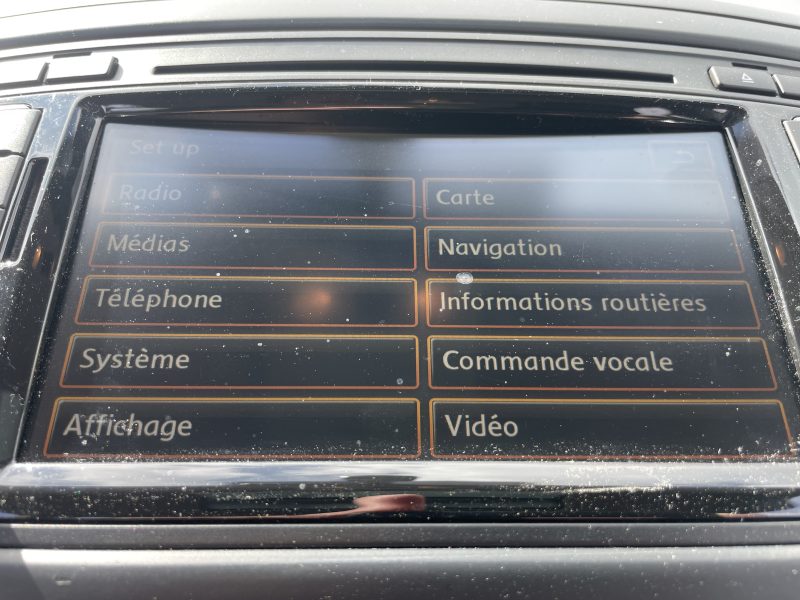 Set up
Radio
Carte
Médias
Navigation
Téléphone
Informations routières
Système
Commande vocale
Affichage
Vidéo